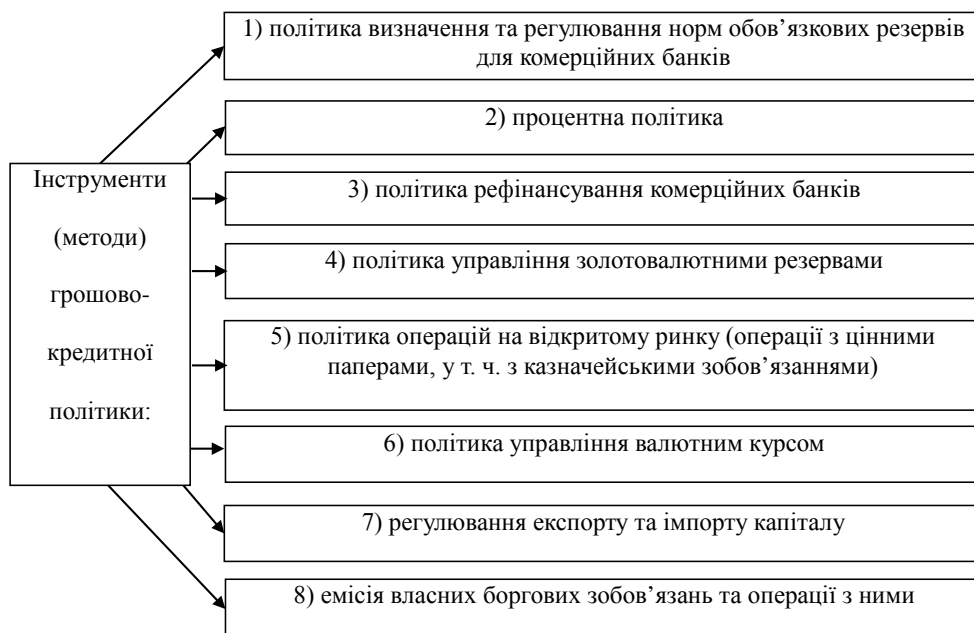 Інструменти
(методи)
грошово-
кредитної
політики:
1) політика визначення та регулювання норм обов’язкових резервів
для комерційних банків
2) процентна політика
3) політика рефінансування комерційних банків
4) політика управління золотовалютними резервами
5) політика операцій на відкритому ринку (операції з цінними
паперами, у т. ч. з казначейськими зобов’язаннями)
6) політика управління валютним курсом
7) регулювання експорту та імпорту капіталу
8) емісія власних боргових зобов’язань та операції з ними